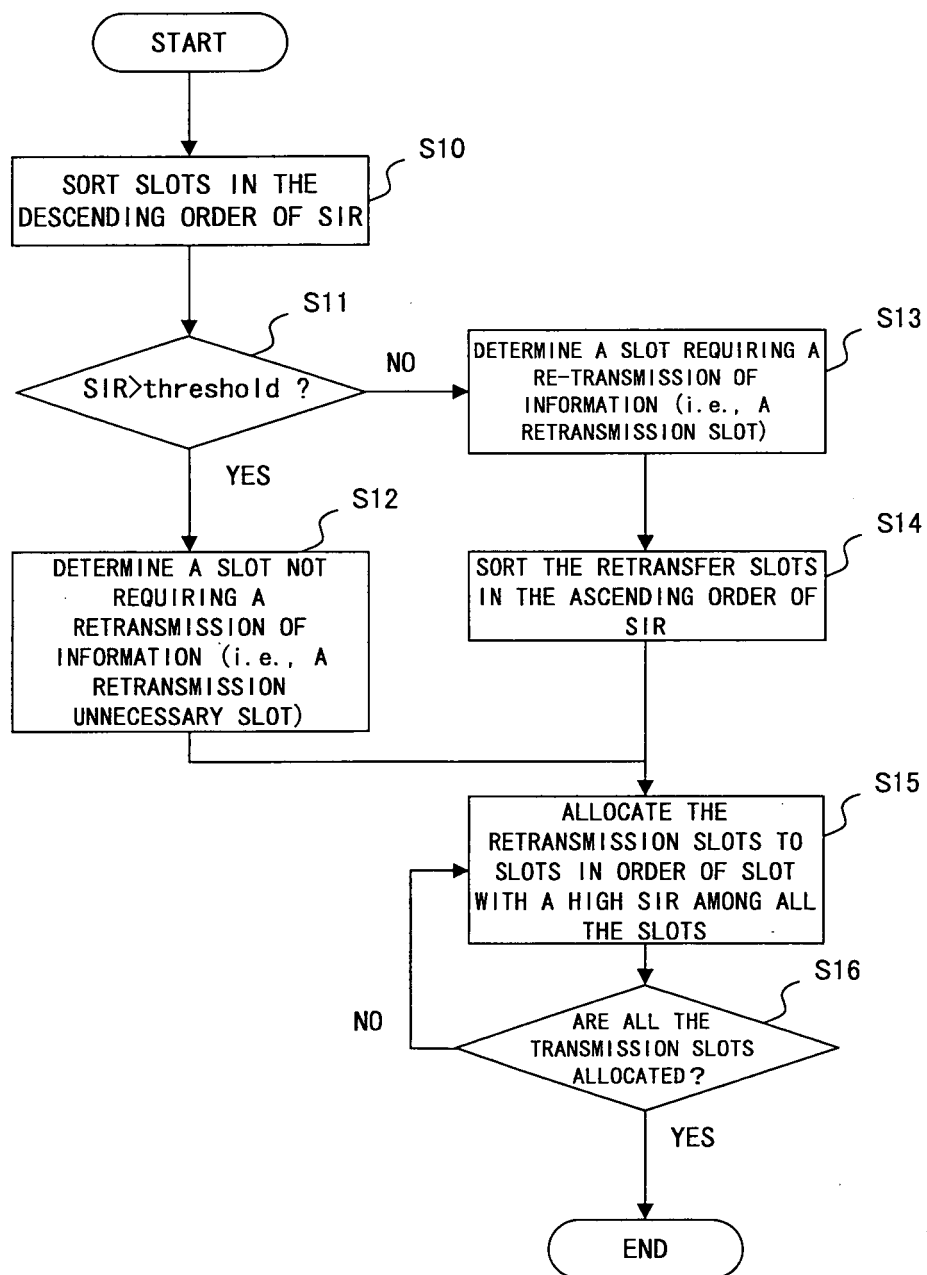 START
S10
SORT SLOTS IN THE
DESCENDING ORDER OF SIR
S11
SIR>threshold ?
NO
YES
S13
DETERMINE A SLOT REQUIRING A
RE-TRANSMISSION OF
INFORMATION (i.e., A
RETRANSMISSION SLOT)
S12
DETERMINE A SLOT NOT
REQUIRING A
RETRANSMISSION OF
INFORMATION (i.e., A
RETRANSMISSION
UNNECESSARY SLOT)
S14
SORT THE RETRANSFER SLOTS
IN THE ASCENDING ORDER OF
SIR
S15
ALLOCATE THE
RETRANSMISSION SLOTS TO
SLOTS IN ORDER OF SLOT
WITH A HIGH SIR AMONG ALL
THE SLOTS
S16
NO
ARE ALL THE
TRANSMISSION SLOTS
ALLOCATED?
YES
END